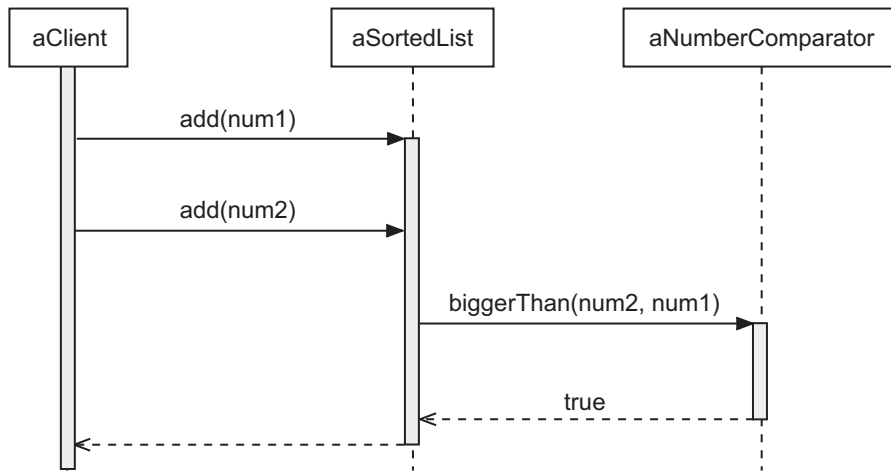 aClient
aSortedList
aNumberComparator
add(num1)
add(num2)
biggerThan(num2, num1)
true